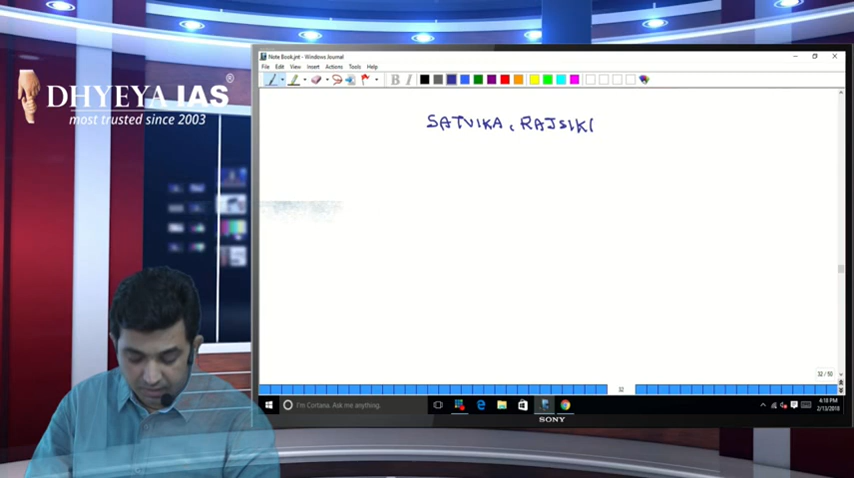 DHYEYA IAS®
most trusted since 2003
Note Book.jnt - Windows Journal
File Edit View Insert Actions Tools Help
B I
SATVIKA, RAJSIKI
32 / 50
32
I'm Cortana. Ask me anything.
4:18 PM
2/13/2018
SONY